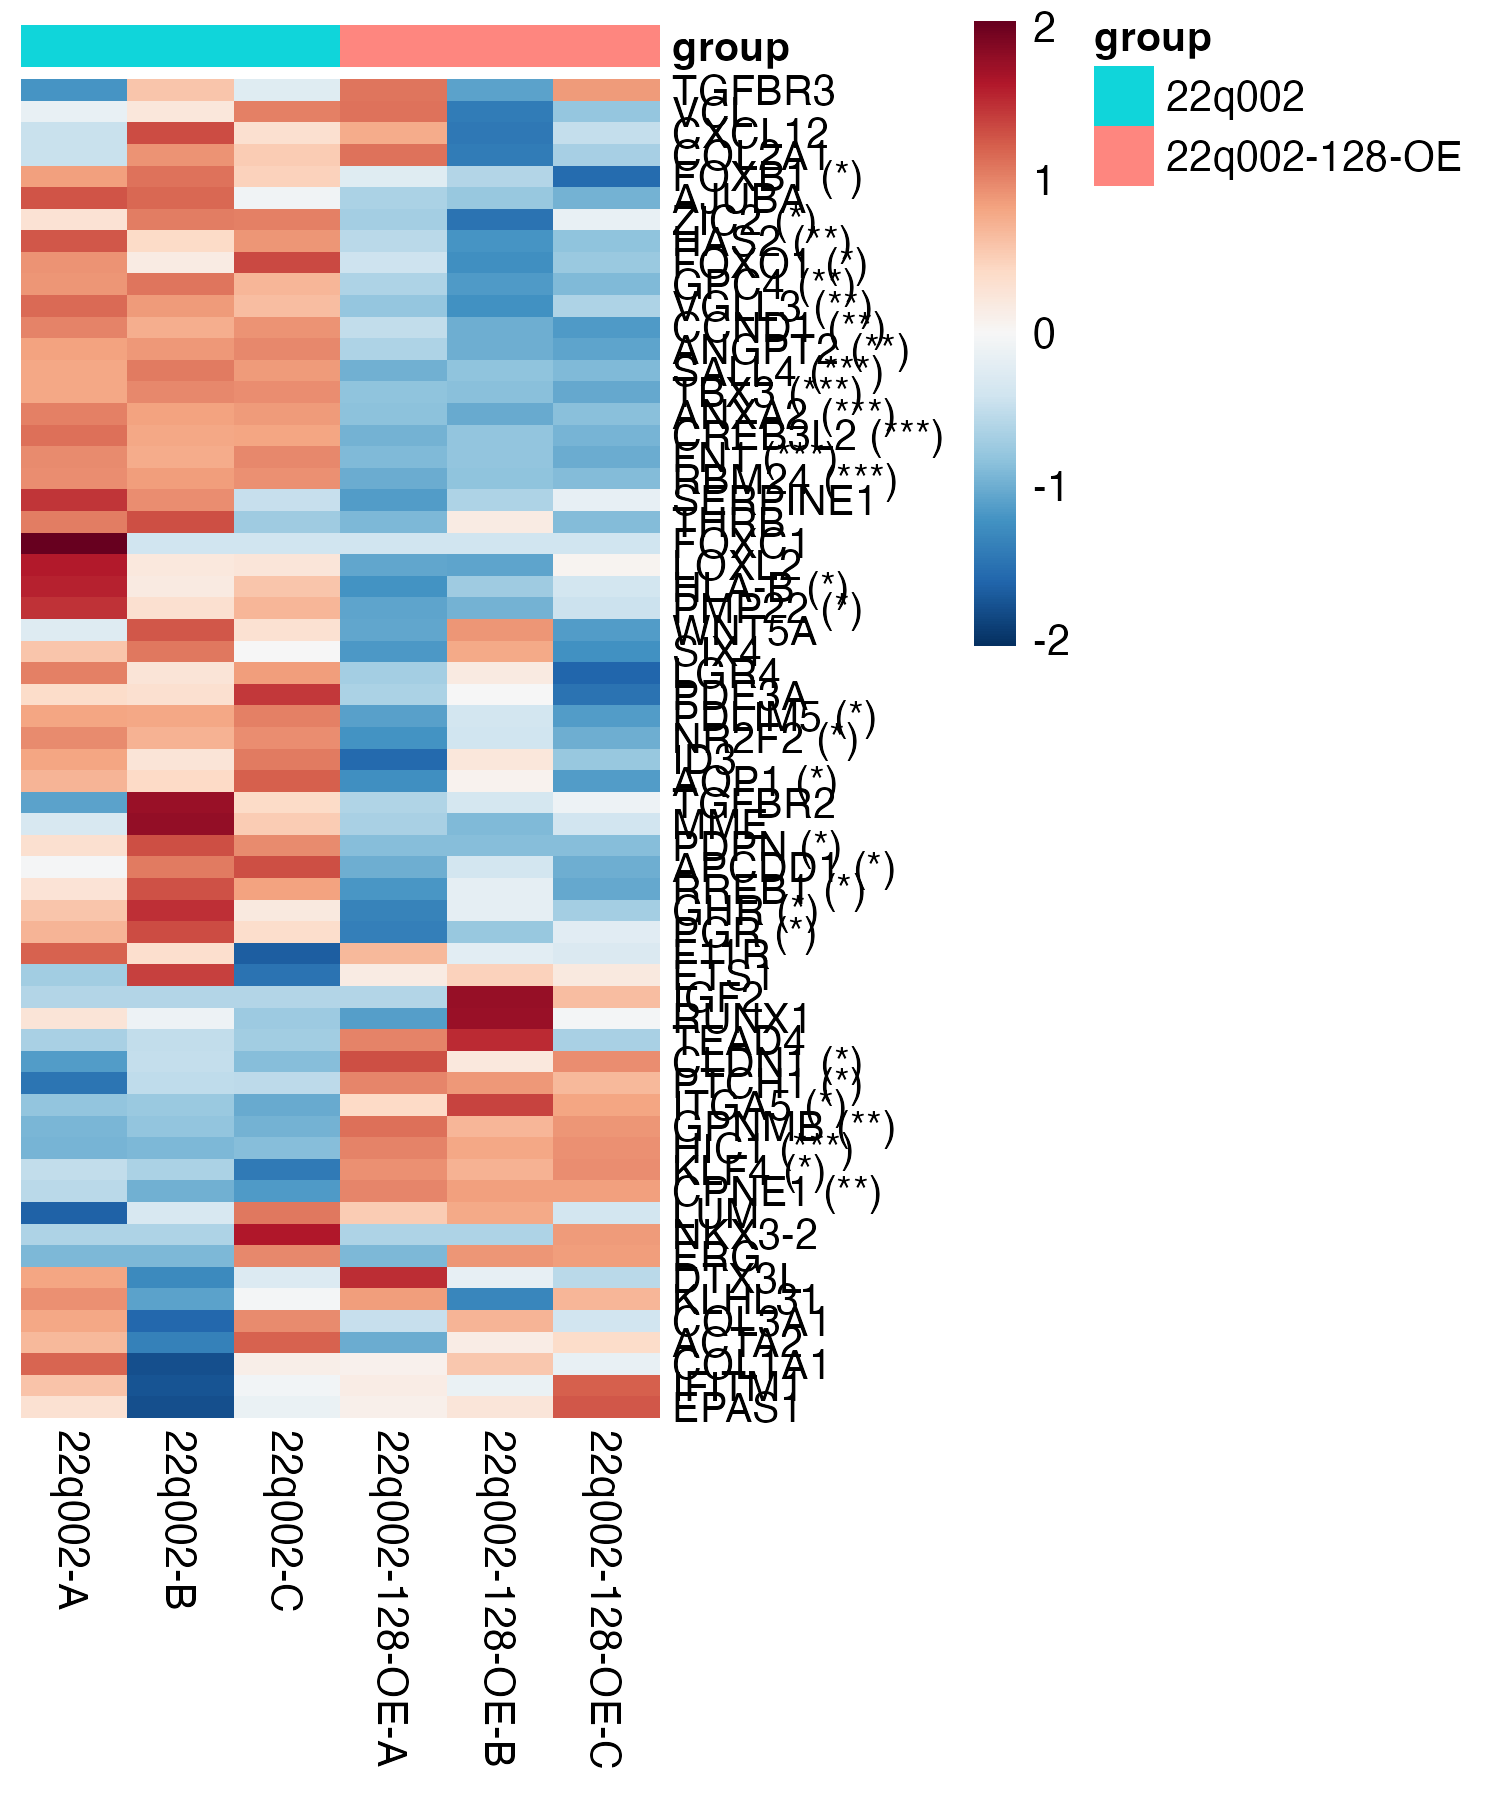 group
TGFBR3
VCL
CXCL12
COL2A1
FOXB1 (*)
AJUBA
ZIC2 (*)
HAS2 (**)
FOXO1 (*)
GPC4 (**)
VGLL3 (**)
CCND1 (**)
ANGPT2 (**)
SALL4 (***)
TBX3 (***)
ANXA2 (***)
CREB3L2 (***)
FN1 (***)
RBM24 (***)
SERPINE1
THRB
FOXC1
LOXL2
HLA-B (*)
PMP22 (*)
WNT5A
SIX4
LGR4
PDE3A
PDLIM5 (*)
NR2F2 (*)
ID3
AQP1 (*)
TGFBR2
MME
PDPN (*)
APCDD1 (*)
RREB1 (*)
GHR (*)
PGR (*)
F11R
ETS1
IGF2
RUNX1
TEAD4
CLDN1 (*)
PTCH1 (*)
ITGA5 (*)
GPNMB (**)
HIC1 (***)
KLF4 (*)
CPNE1 (**)
LUM
NKX3-2
ERG
DTX3L
KLHL31
COL3A1
ACTA2
COL1A1
IFITM1
EPAS1
22q002-A
22q002-B
22q002-C
22q002-128-OE-A
22q002-128-OE-B
22q002-128-OE-C
2
1
0
-1
-2
group
22q002
22q002-128-OE